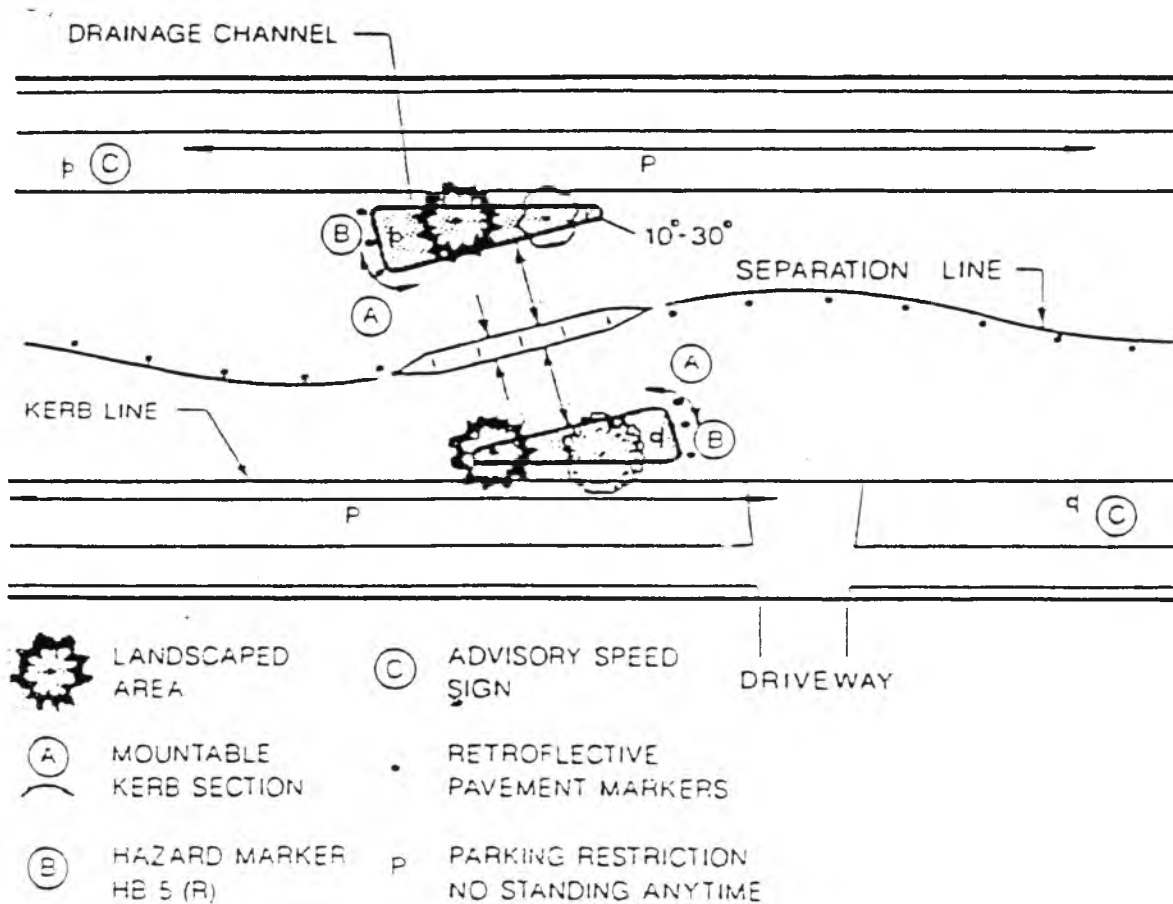 DRAINAGE CHANNEL
C
P
B
10°-30°
SEPARATION LINE
A
A
KERB LINE
B
P
C
LANDSCAPED
AREA
C ADVISORY SPEED
SIGN
DRIVEWAY
A MOUNTABLE
KERB SECTION
RETROFLECTIVE
PAVEMENT MARKERS
B HAZARD MARKER
HB 5 (R)
P PARKING RESTRICTION
NO STANDING ANYTIME